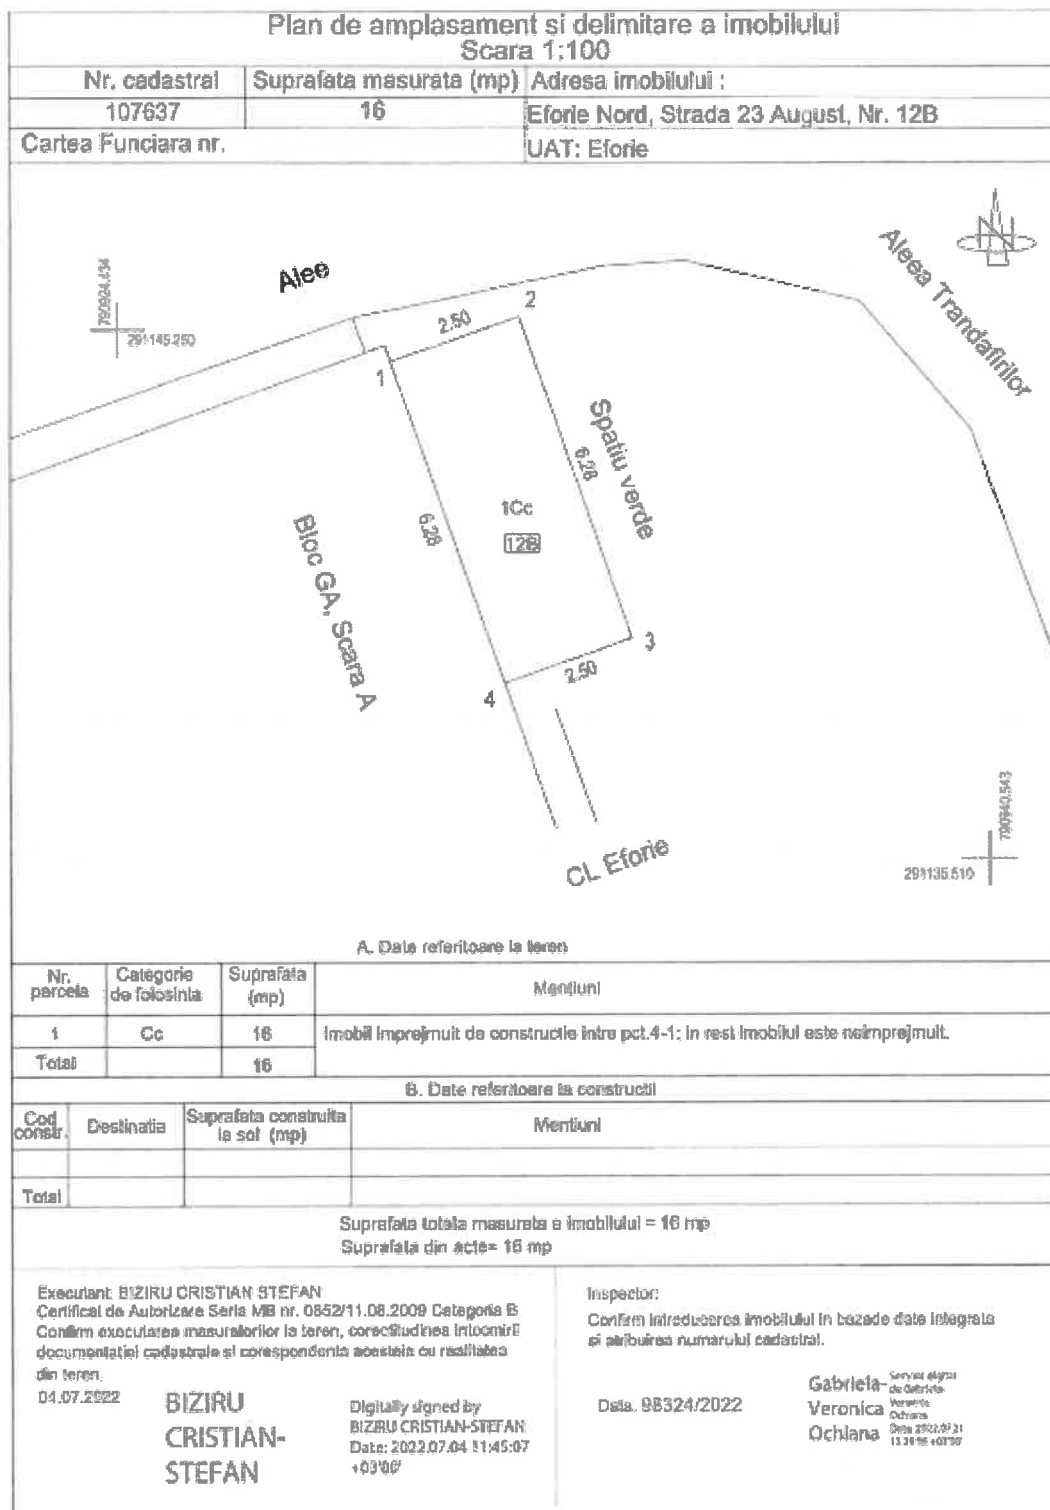 Plan de amplasament si delimitare a imobilului
Scara 1:100
Nr. cadastral
Suprafata masurata (mp)
Adresa imobilului :
107637
16
Eforie Nord, Strada 23 August, Nr. 12B
Cartea Funciara nr.
UAT: Eforie
N
Alee
Aleea Trandafirilor
790924.434
291145.250
2
2.50
1
Spatiu verde
6.28
6.28
1Cc
12B
Bloc GA, Scara A
3
2.50
4
CL Eforie
790940.543
291135.510
A. Date referitoare la teren
Nr. parcela
Categorie de folosinta
Suprafata (mp)
Mentiuni
1
Cc
16
Imobil imprejmuit de constructie intre pct.4-1; in rest imobilul este neimprejmuit.
Total
16
B. Date referitoare la constructii
Cod constr.
Destinatia
Suprafata construita la sol (mp)
Mentiuni
Total
Suprafata totala masurata a imobilului = 16 mp
Suprafata din acte= 16 mp
Executant: BIZIRU CRISTIAN STEFAN
Certificat de Autorizare Seria MB nr. 0852/11.08.2009 Categoria B
Confirm executarea masuratorilor la teren, corectitudinea intocmirii
documentatiei cadastrale si corespondenta acesteia cu realitatea
din teren.
04.07.2022
BIZIRU
CRISTIAN-
STEFAN
Digitally signed by
BIZIRU CRISTIAN-STEFAN
Date: 2022.07.04 11:45:07
+03'00'
Inspector:
Confirm introducerea imobilului in bazade date integrata
si atribuirea numarului cadastral.
Data. 98324/2022
Gabriela-
Veronica
Ochiana
Semnat digital
de Gabriela-
Veronica
Ochiana